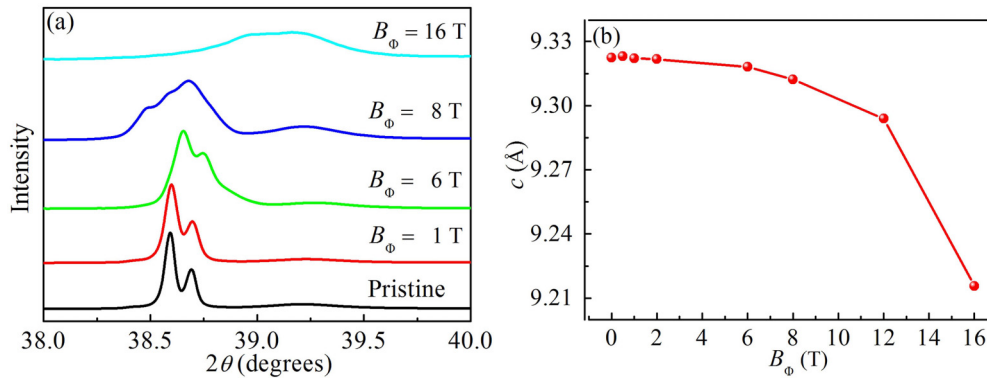 (a)
B_Φ = 16 T
B_Φ = 8 T
B_Φ = 6 T
B_Φ = 1 T
Pristine
Intensity
38.0 38.5 39.0 39.5 40.0
2θ (degrees)
(b)
9.33
9.30
9.27
9.24
9.21
c (Å)
0 2 4 6 8 10 12 14 16
B_Φ (T)